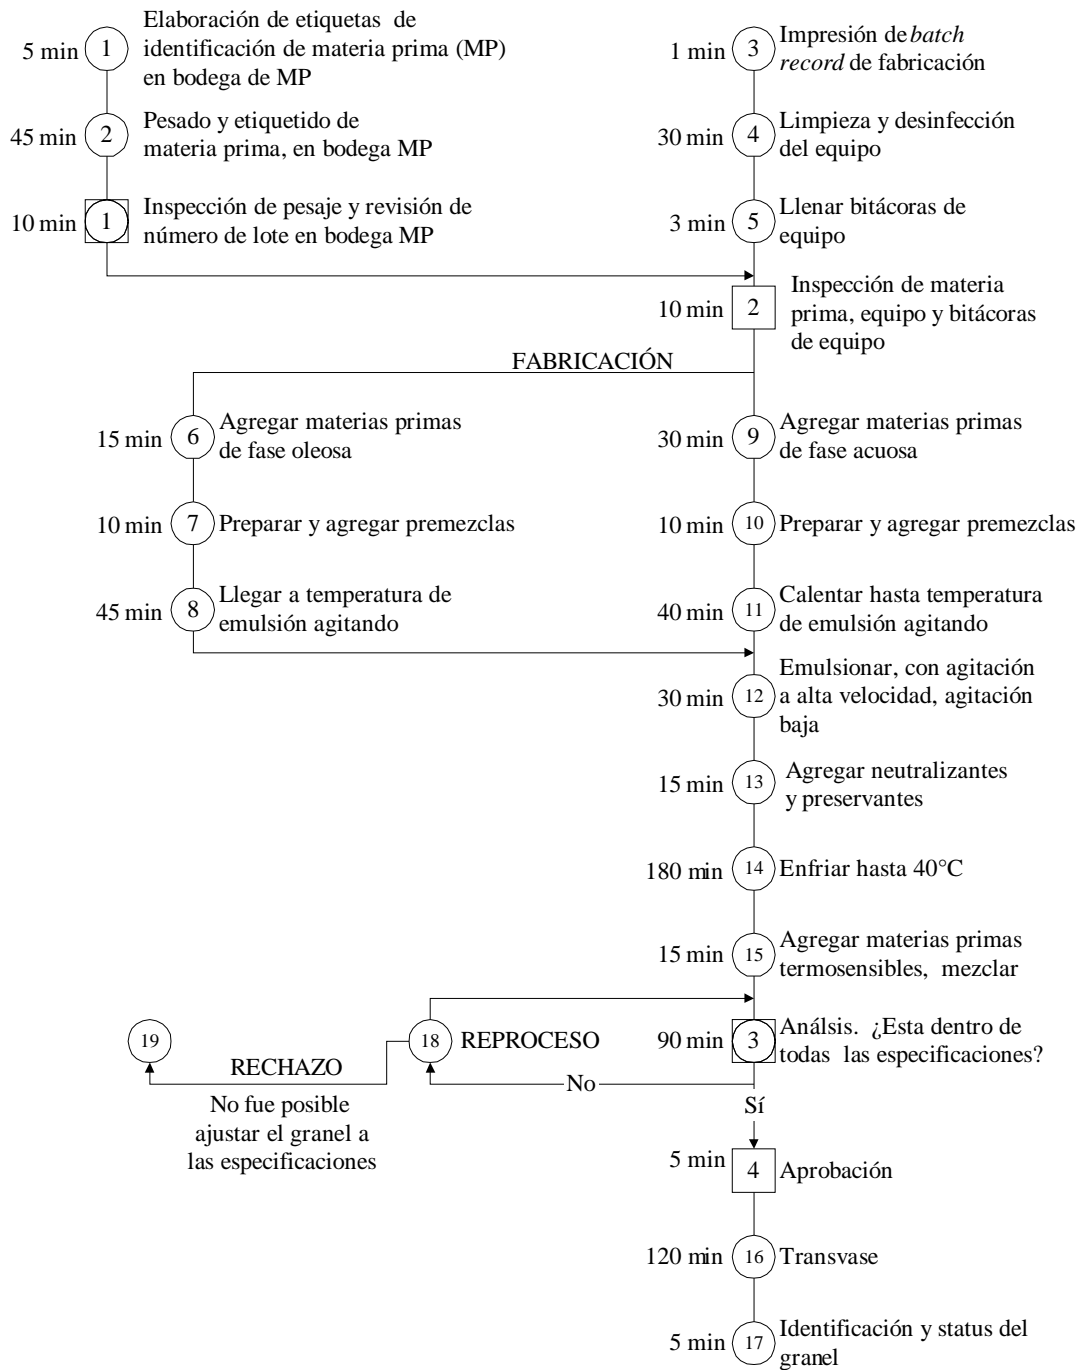 5 min
1
Elaboración de etiquetas de
identificación de materia prima (MP)
en bodega de MP
45 min
2
Pesado y etiquetido de
materia prima, en bodega MP
10 min
1
Inspección de pesaje y revisión de
número de lote en bodega MP
1 min
3
Impresión de batch
record de fabricación
30 min
4
Limpieza y desinfección
del equipo
3 min
5
Llenar bitácoras de
equipo
10 min
2
Inspección de materia
prima, equipo y bitácoras
de equipo
FABRICACIÓN
15 min
6
Agregar materias primas
de fase oleosa
10 min
7
Preparar y agregar premezclas
45 min
8
Llegar a temperatura de
emulsión agitando
30 min
9
Agregar materias primas
de fase acuosa
10 min
10
Preparar y agregar premezclas
40 min
11
Calentar hasta temperatura
de emulsión agitando
30 min
12
Emulsionar, con agitación
a alta velocidad, agitación
baja
15 min
13
Agregar neutralizantes
y preservantes
180 min
14
Enfriar hasta 40°C
15 min
15
Agregar materias primas
termosensibles, mezclar
90 min
3
Análsis. ¿Esta dentro de
todas las especificaciones?
No
18
REPROCESO
19
RECHAZO
No fue posible
ajustar el granel a
las especificaciones
Sí
5 min
4
Aprobación
120 min
16
Transvase
5 min
17
Identificación y status del
granel